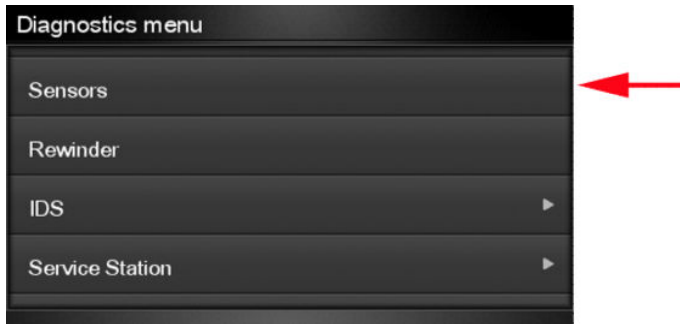 Diagnostics menu
Sensors
Rewinder
IDS
Service Station